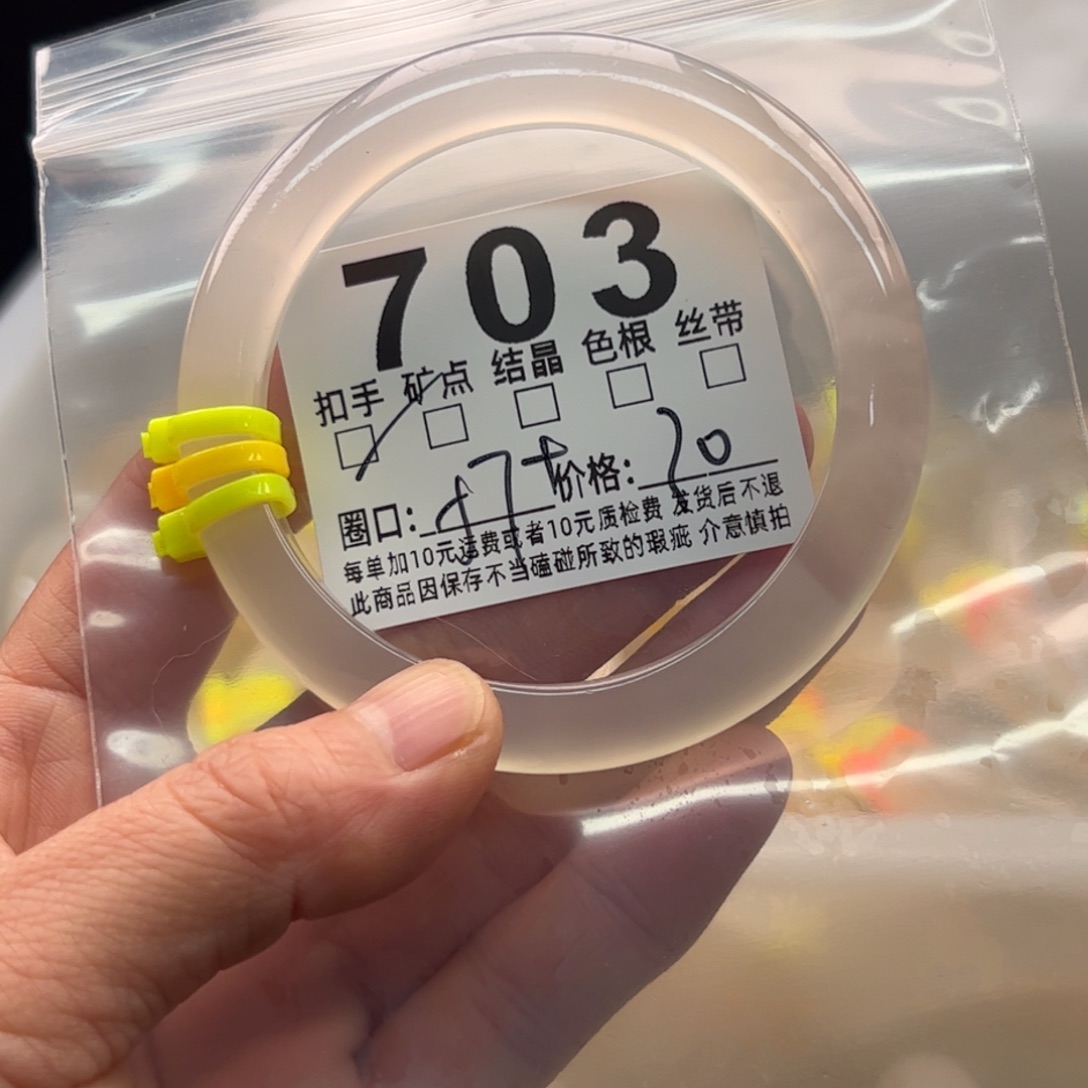 703
扣手 矿点 结晶 色根 丝带
圈口: 57+ 价格: 20
每单加10元运费或者10元质检费 发货后不退
此商品因保存不当磕碰所致的瑕疵 介意慎拍